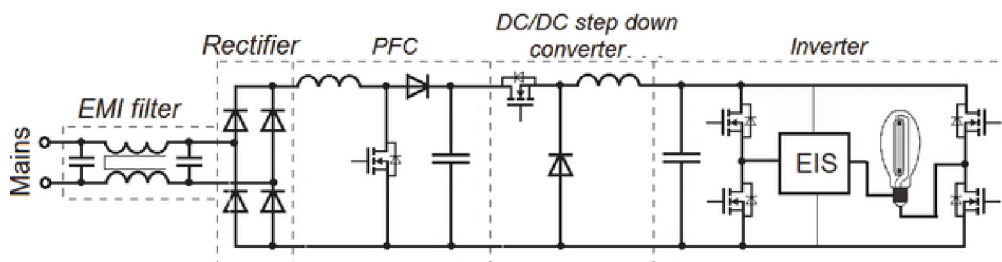 DC/DC step down
Rectifier
PFC
converter
Inverter
EMI filter
Mains
EIS